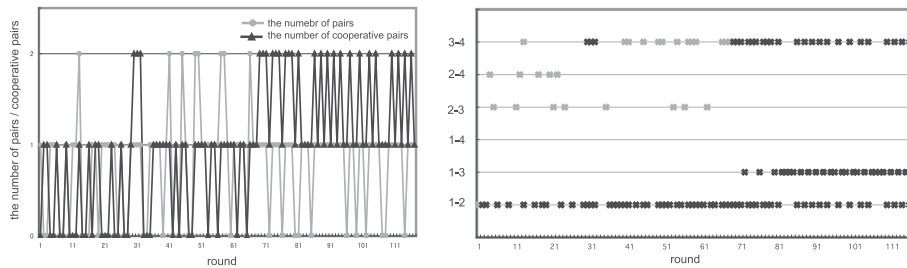 the numebr of pairs
the number of cooperative pairs
the number of pairs / cooperative pairs
2
1
0
1 11 21 31 41 51 61 71 81 91 101 111
round
3-4
2-4
2-3
1-4
1-3
1-2
1 11 21 31 41 51 61 71 81 91 101 111
round